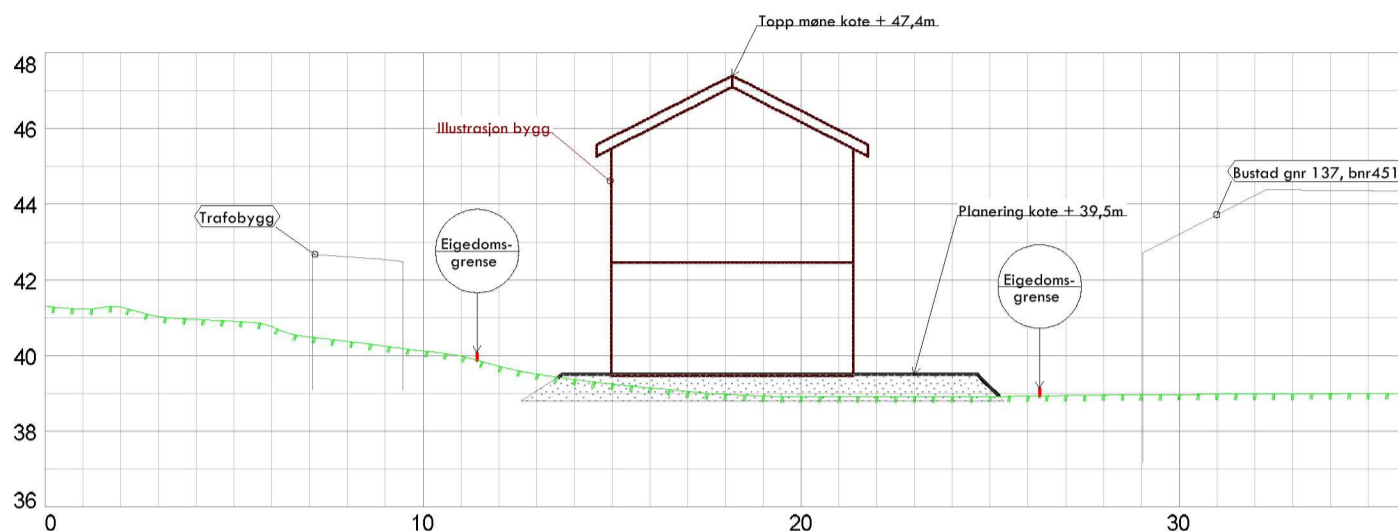 Topp møne kote + 47,4m
48
46
Illustrasjon bygg
Bustad gnr 137, bnr451
44
Trafobygg
Planering kote + 39,5m
Eigedoms-
grense
Eigedoms-
grense
42
40
38
36
0
10
20
30